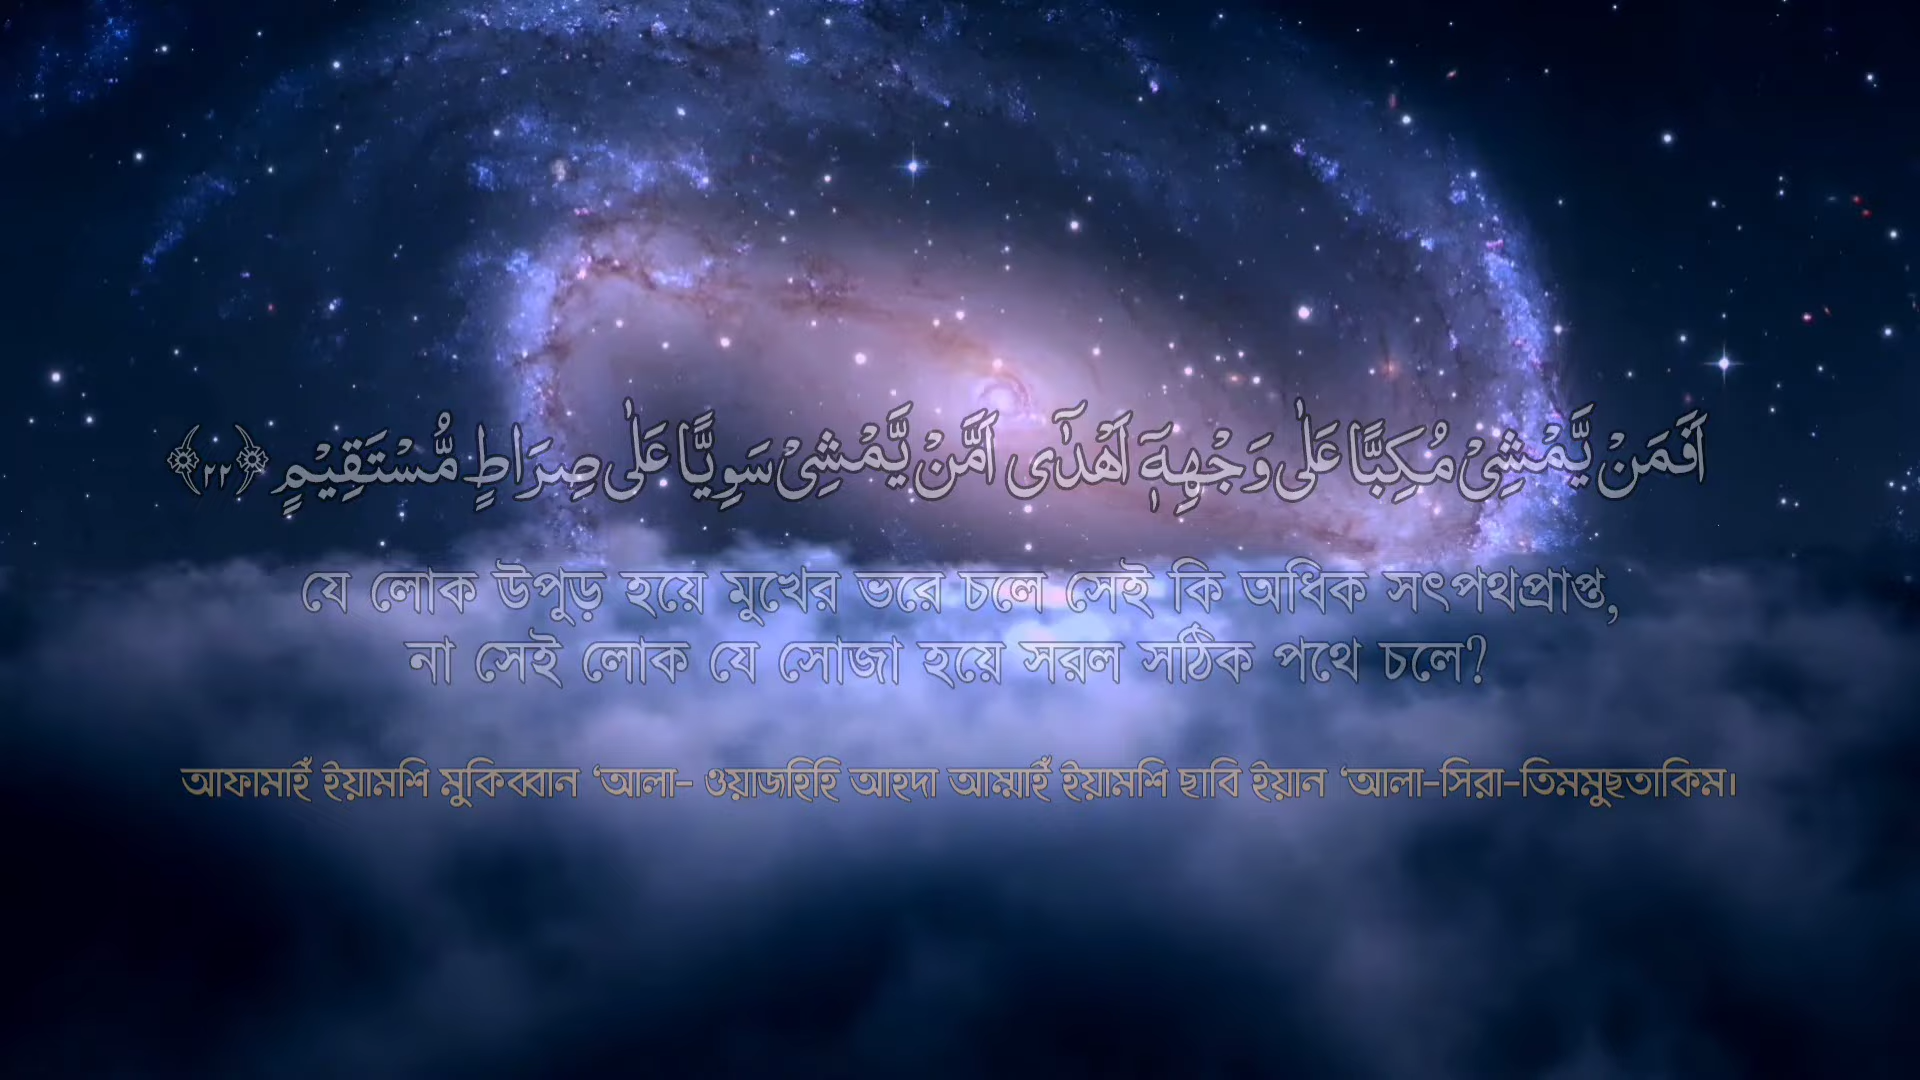 اَفَمَنْ يَّمْشِيْ مُكِبًّا عَلٰى وَجْهِهٖٓ اَهْدٰٓى اَمَّنْ يَّمْشِيْ سَوِيًّا عَلٰى صِرَاطٍ مُّسْتَقِيْمٍ ﴿٢٢﴾
যে লোক উপুড় হয়ে মুখের ভরে চলে সেই কি অধিক সৎপথপ্রাপ্ত,
না সেই লোক যে সোজা হয়ে সরল সঠিক পথে চলে?
আফামাইঁ ইয়ামশি মুকিব্বান ‘আলা- ওয়াজহিহি আহদা আম্মাইঁ ইয়ামশি ছাবি ইয়ান ‘আলা-সিরা-তিমমুছতাকিম।